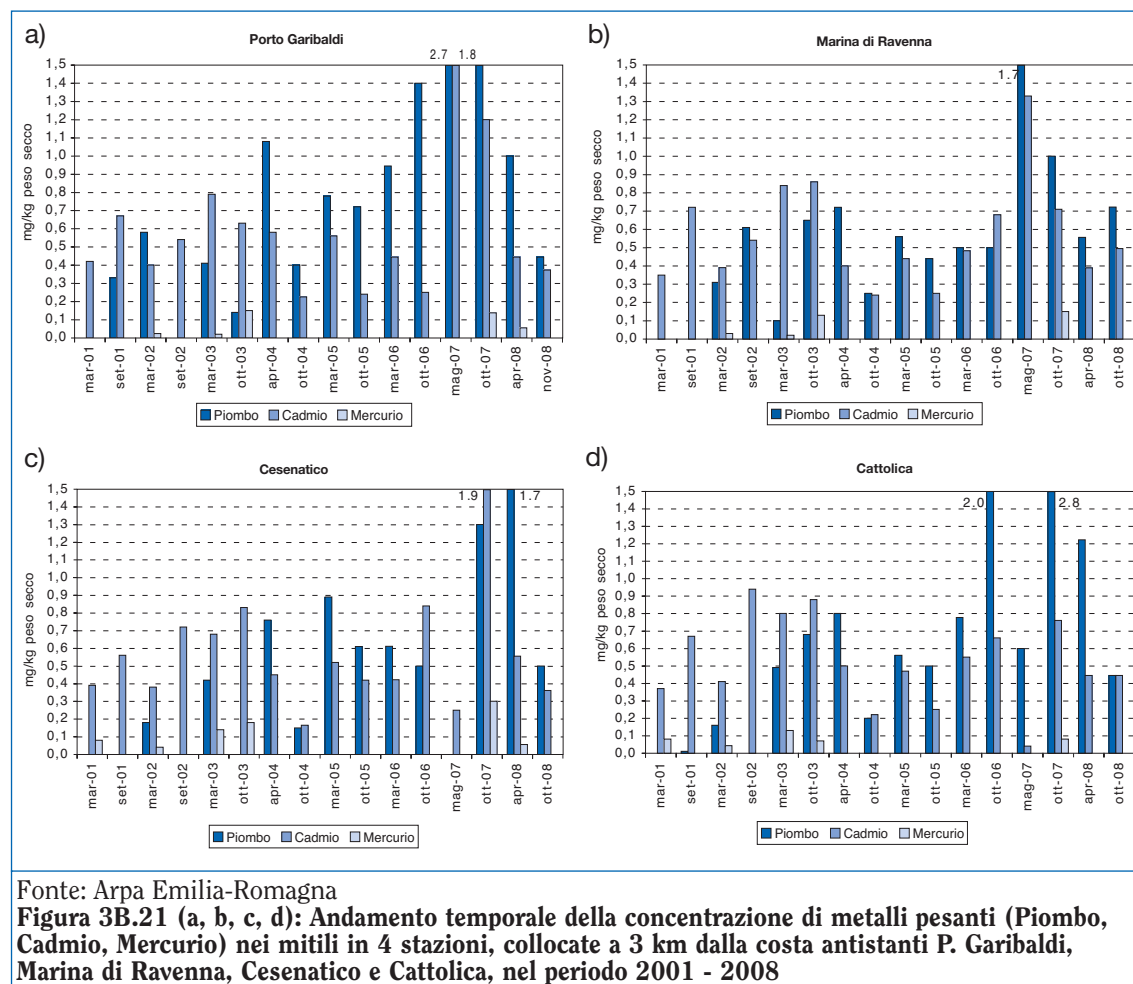 a)
Porto Garibaldi
2.7 1.8
mg/kg peso secco
1,5
1,4
1,3
1,2
1,1
1,0
0,9
0,8
0,7
0,6
0,5
0,4
0,3
0,2
0,1
0,0
mar-01
set-01
mar-02
set-02
mar-03
ott-03
apr-04
ott-04
mar-05
ott-05
mar-06
ott-06
mag-07
ott-07
apr-08
nov-08
Piombo Cadmio Mercurio
b)
Marina di Ravenna
1.7
mg/kg peso secco
1,5
1,4
1,3
1,2
1,1
1,0
0,9
0,8
0,7
0,6
0,5
0,4
0,3
0,2
0,1
0,0
mar-01
set-01
mar-02
set-02
mar-03
ott-03
apr-04
ott-04
mar-05
ott-05
mar-06
ott-06
mag-07
ott-07
apr-08
ott-08
Piombo Cadmio Mercurio
c)
Cesenatico
1.9 1.7
mg/kg peso secco
1,5
1,4
1,3
1,2
1,1
1,0
0,9
0,8
0,7
0,6
0,5
0,4
0,3
0,2
0,1
0,0
mar-01
set-01
mar-02
set-02
mar-03
ott-03
apr-04
ott-04
mar-05
ott-05
mar-06
ott-06
mag-07
ott-07
apr-08
ott-08
Piombo Cadmio Mercurio
d)
Cattolica
2.0 2.8
mg/kg peso secco
1,5
1,4
1,3
1,2
1,1
1,0
0,9
0,8
0,7
0,6
0,5
0,4
0,3
0,2
0,1
0,0
mar-01
set-01
mar-02
set-02
mar-03
ott-03
apr-04
ott-04
mar-05
ott-05
mar-06
ott-06
mag-07
ott-07
apr-08
ott-08
Piombo Cadmio Mercurio
Fonte: Arpa Emilia-Romagna
Figura 3B.21 (a, b, c, d): Andamento temporale della concentrazione di metalli pesanti (Piombo,
Cadmio, Mercurio) nei mitili in 4 stazioni, collocate a 3 km dalla costa antistanti P. Garibaldi,
Marina di Ravenna, Cesenatico e Cattolica, nel periodo 2001 - 2008